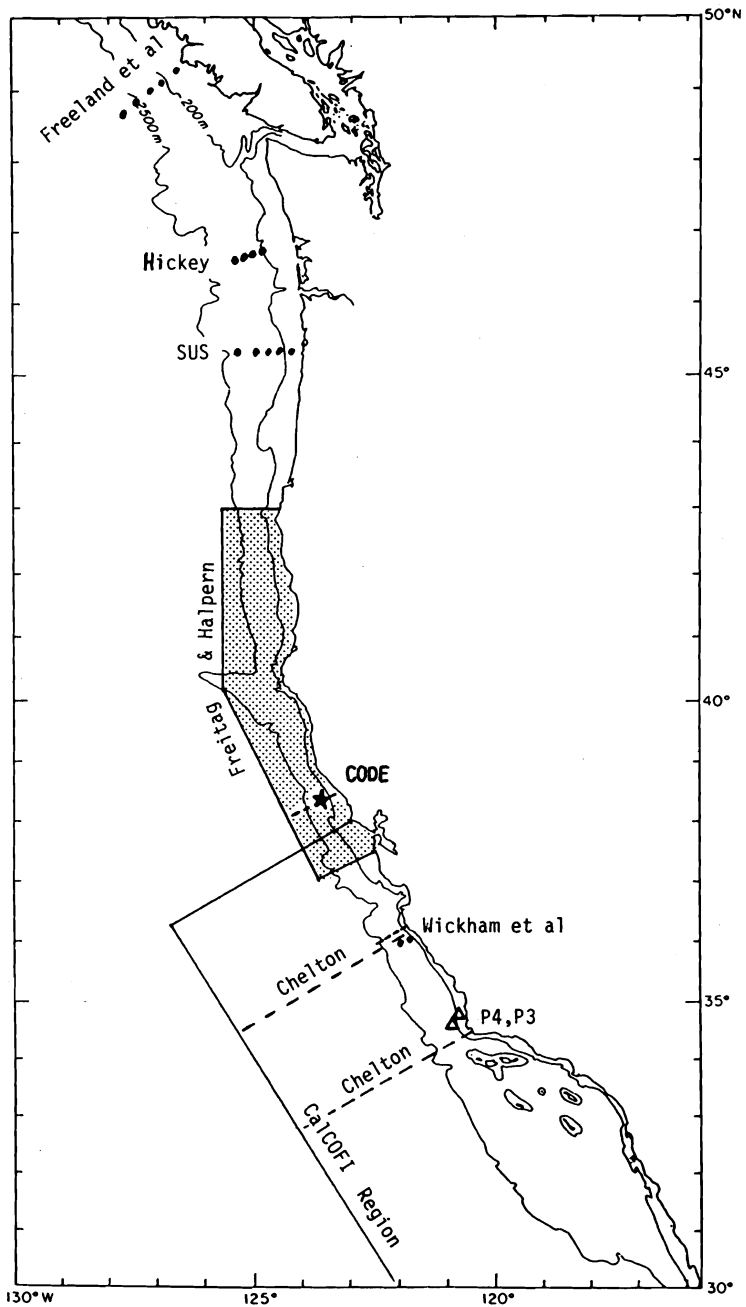 50°N
Freeland et al
2500m
200m
Hickey
SUS
45°
Freitag & Halpern
40°
CODE
Wickham et al
Chelton
35°
P4,P3
Chelton
CalCOFI Region
130°W
125°
120°
30°